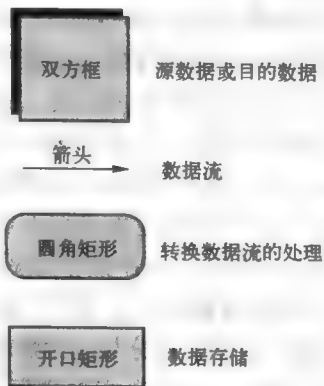 双方框 源数据或目的数据
箭头 数据流
圆角矩形 转换数据流的处理
开口矩形 数据存储